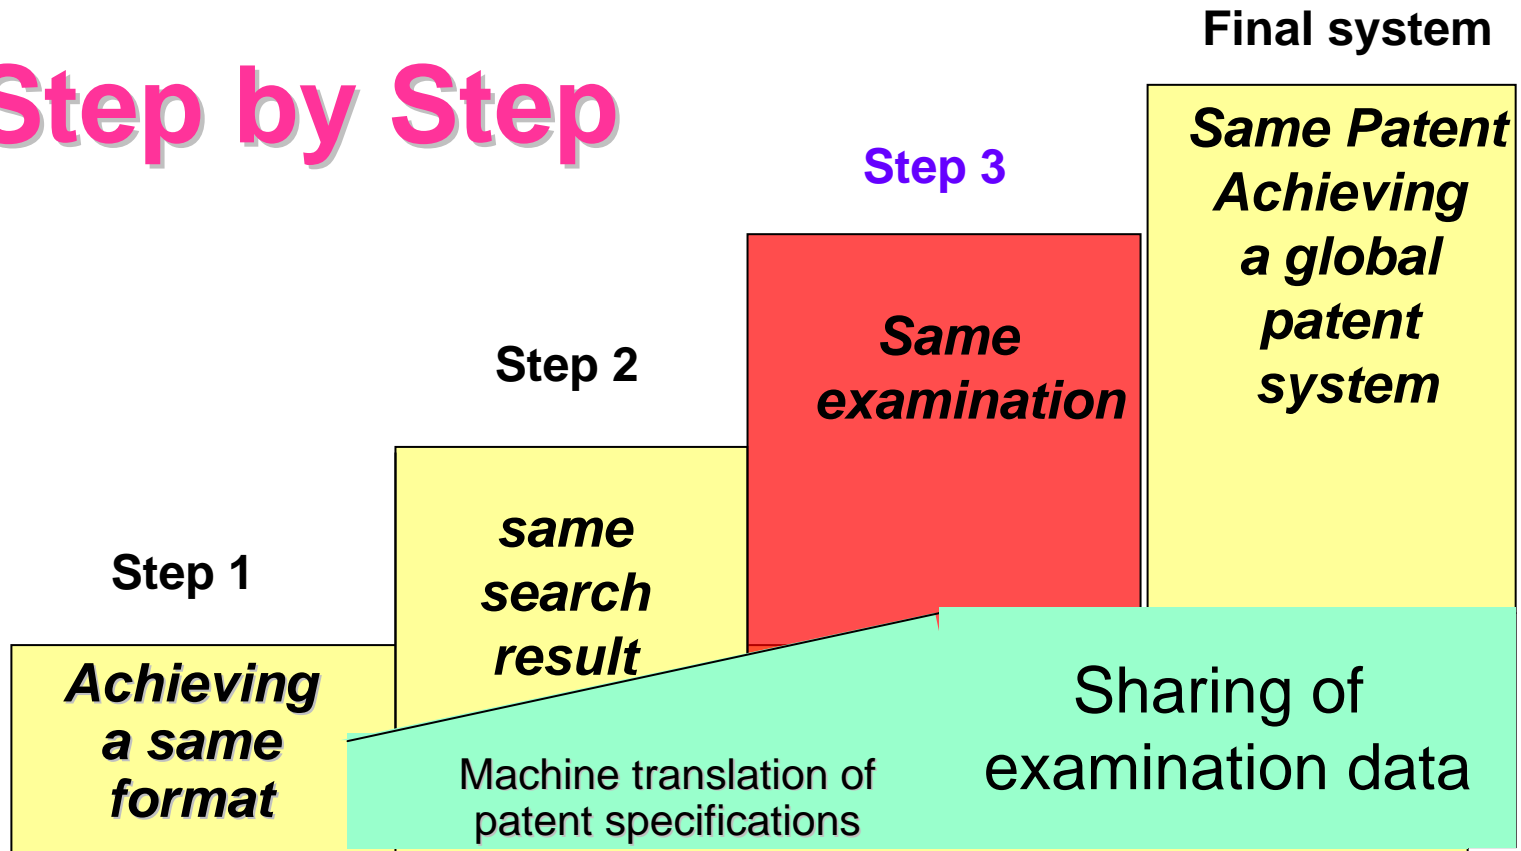 Step by Step
Step 1
Achieving
a same
format
Step 2
same
search
result
Step 3
Same
examination
Final system
Same Patent
Achieving
a global
patent
system
Machine translation of
patent specifications
Sharing of
examination data